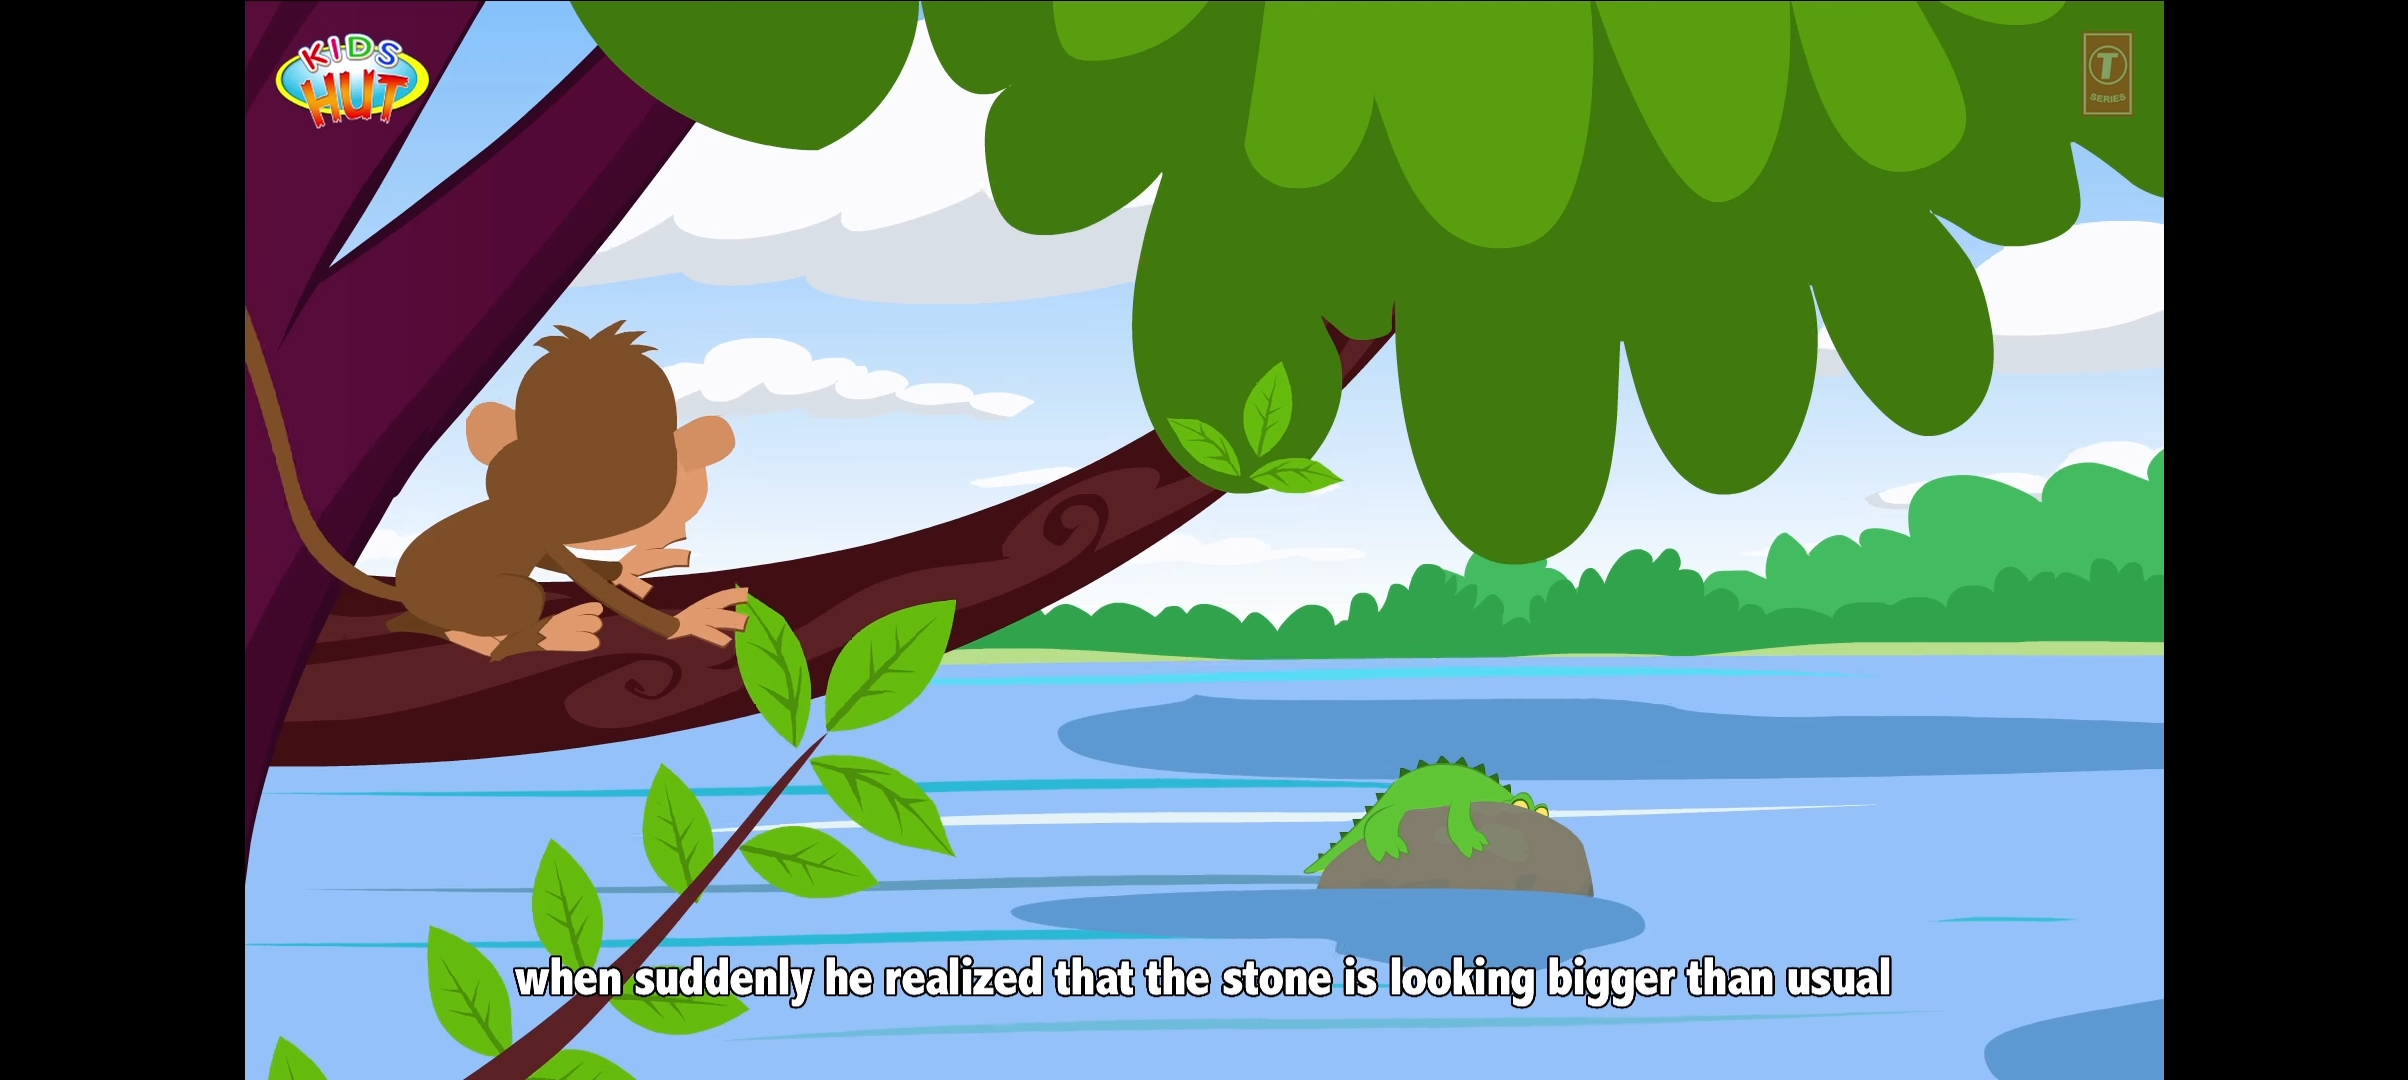 KIDS
HUT
T
SERIES
when suddenly he realized that the stone is looking bigger than usual